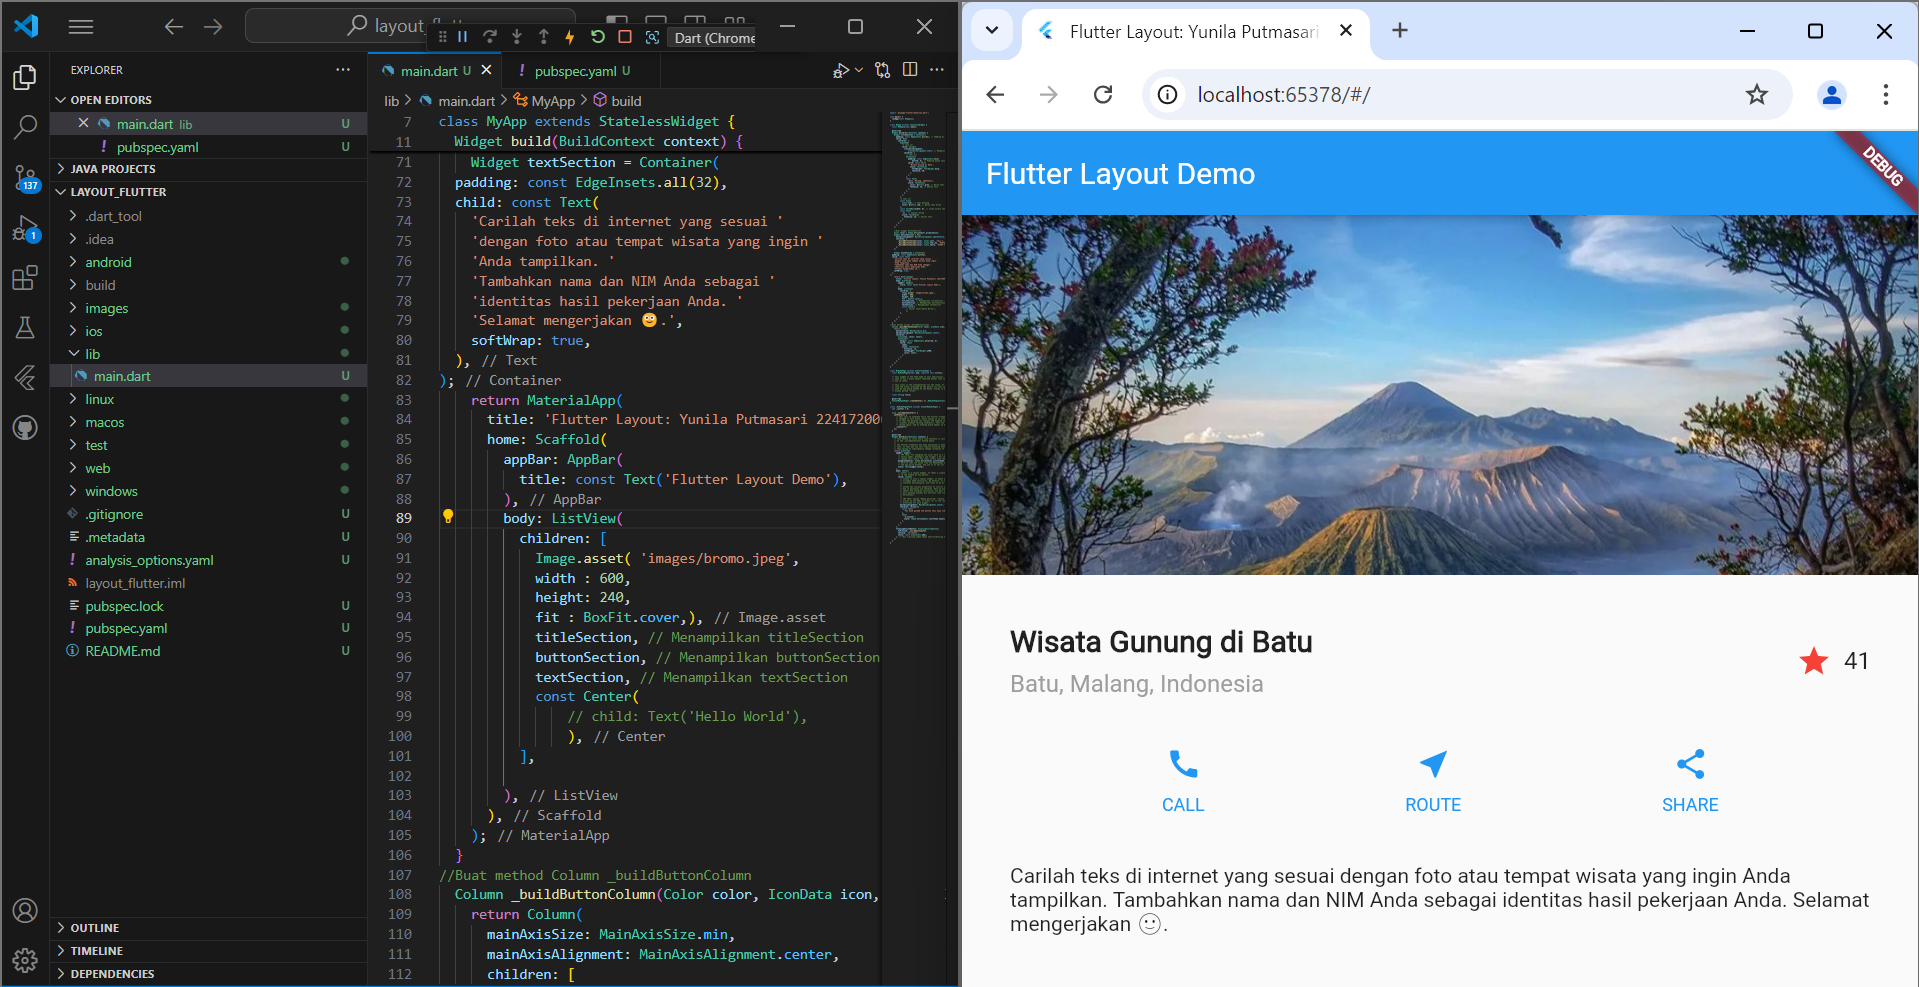 layout_flutter
Dart (Chrome
EXPLORER
OPEN EDITORS
main.dart lib U
pubspec.yaml U
JAVA PROJECTS
LAYOUT_FLUTTER
.dart_tool
.idea
android
build
images
ios
lib
main.dart U
linux
macos
test
web
windows
.gitignore U
.metadata U
analysis_options.yaml U
layout_flutter.iml
pubspec.lock U
pubspec.yaml U
README.md U
OUTLINE
TIMELINE
DEPENDENCIES
137
1
main.dart U
pubspec.yaml U
lib > main.dart > MyApp > build
7 class MyApp extends StatelessWidget {
11 Widget build(BuildContext context) {
71 Widget textSection = Container(
72 padding: const EdgeInsets.all(32),
73 child: const Text(
74 'Carilah teks di internet yang sesuai '
75 'dengan foto atau tempat wisata yang ingin '
76 'Anda tampilkan. '
77 'Tambahkan nama dan NIM Anda sebagai '
78 'identitas hasil pekerjaan Anda. '
79 'Selamat mengerjakan 🙂.',
80 softWrap: true,
81 ), // Text
82 ); // Container
83 return MaterialApp(
84 title: 'Flutter Layout: Yunila Putmasari 224172000
85 home: Scaffold(
86 appBar: AppBar(
87 title: const Text('Flutter Layout Demo'),
88 ), // AppBar
89 body: ListView(
90 children: [
91 Image.asset( 'images/bromo.jpeg',
92 width : 600,
93 height: 240,
94 fit : BoxFit.cover,), // Image.asset
95 titleSection, // Menampilkan titleSection
96 buttonSection, // Menampilkan buttonSection
97 textSection, // Menampilkan textSection
98 const Center(
99 // child: Text('Hello World'),
100 ), // Center
101 ],
102
103 ), // ListView
104 ), // Scaffold
105 ); // MaterialApp
106 }
107 //Buat method Column _buildButtonColumn
108 Column _buildButtonColumn(Color color, IconData icon,
109 return Column(
110 mainAxisSize: MainAxisSize.min,
111 mainAxisAlignment: MainAxisAlignment.center,
112 children: [
Flutter Layout: Yunila Putmasari
localhost:65378/#/
Flutter Layout Demo
DEBUG
Wisata Gunung di Batu
Batu, Malang, Indonesia
41
CALL ROUTE SHARE
Carilah teks di internet yang sesuai dengan foto atau tempat wisata yang ingin Anda
tampilkan. Tambahkan nama dan NIM Anda sebagai identitas hasil pekerjaan Anda. Selamat
mengerjakan 🙂.